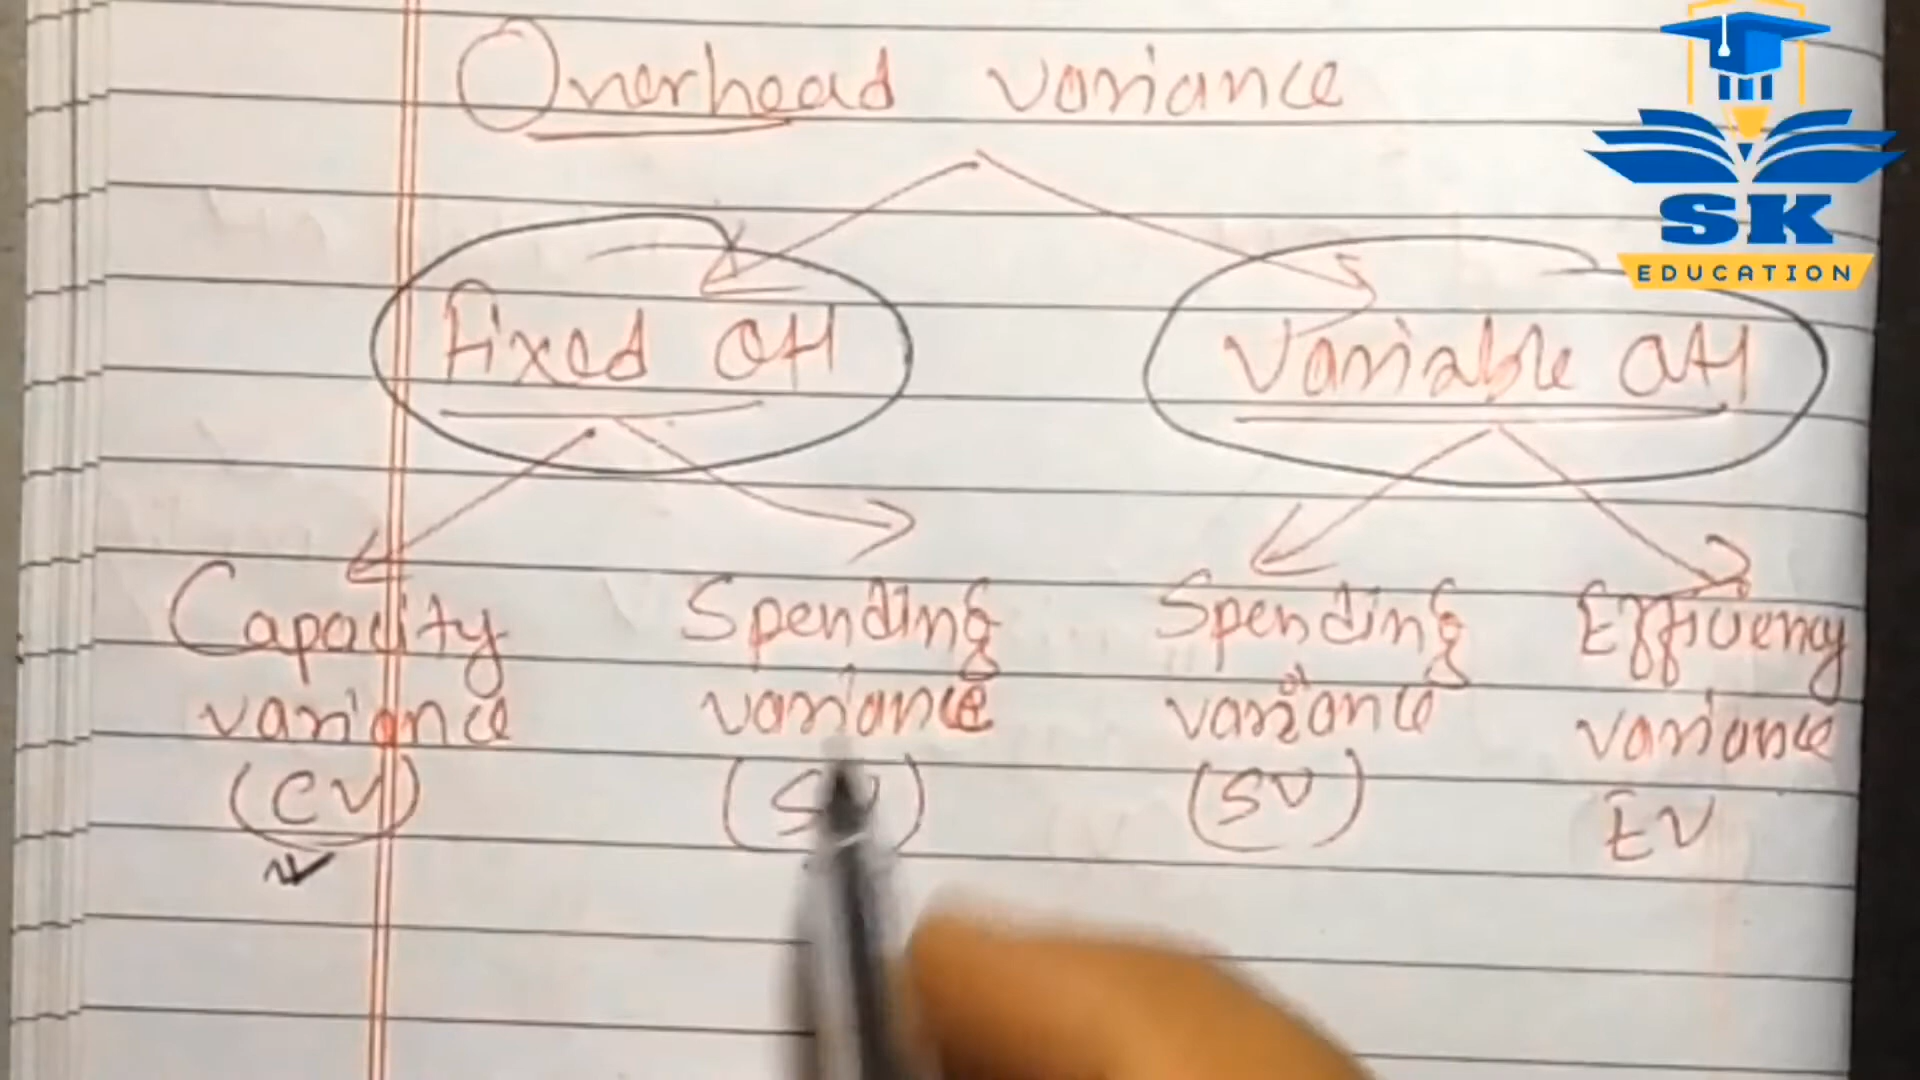 Overhead variance
Fixed OH
Variable OH
Capacity variance (CV)
Spending variance (SV)
Spending variance (SV)
Efficiency variance EV
SK
EDUCATION